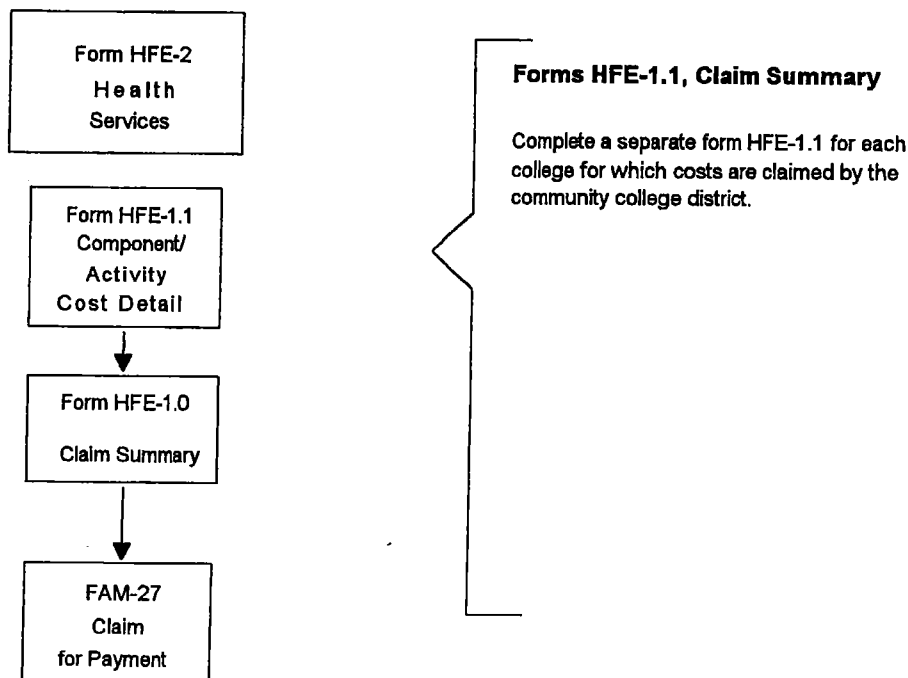 Form HFE-2
Health
Services
Form HFE-1.1
Component/
Activity
Cost Detail
Form HFE-1.0
Claim Summary
FAM-27
Claim
for Payment
Forms HFE-1.1, Claim Summary
Complete a separate form HFE-1.1 for each
college for which costs are claimed by the
community college district.